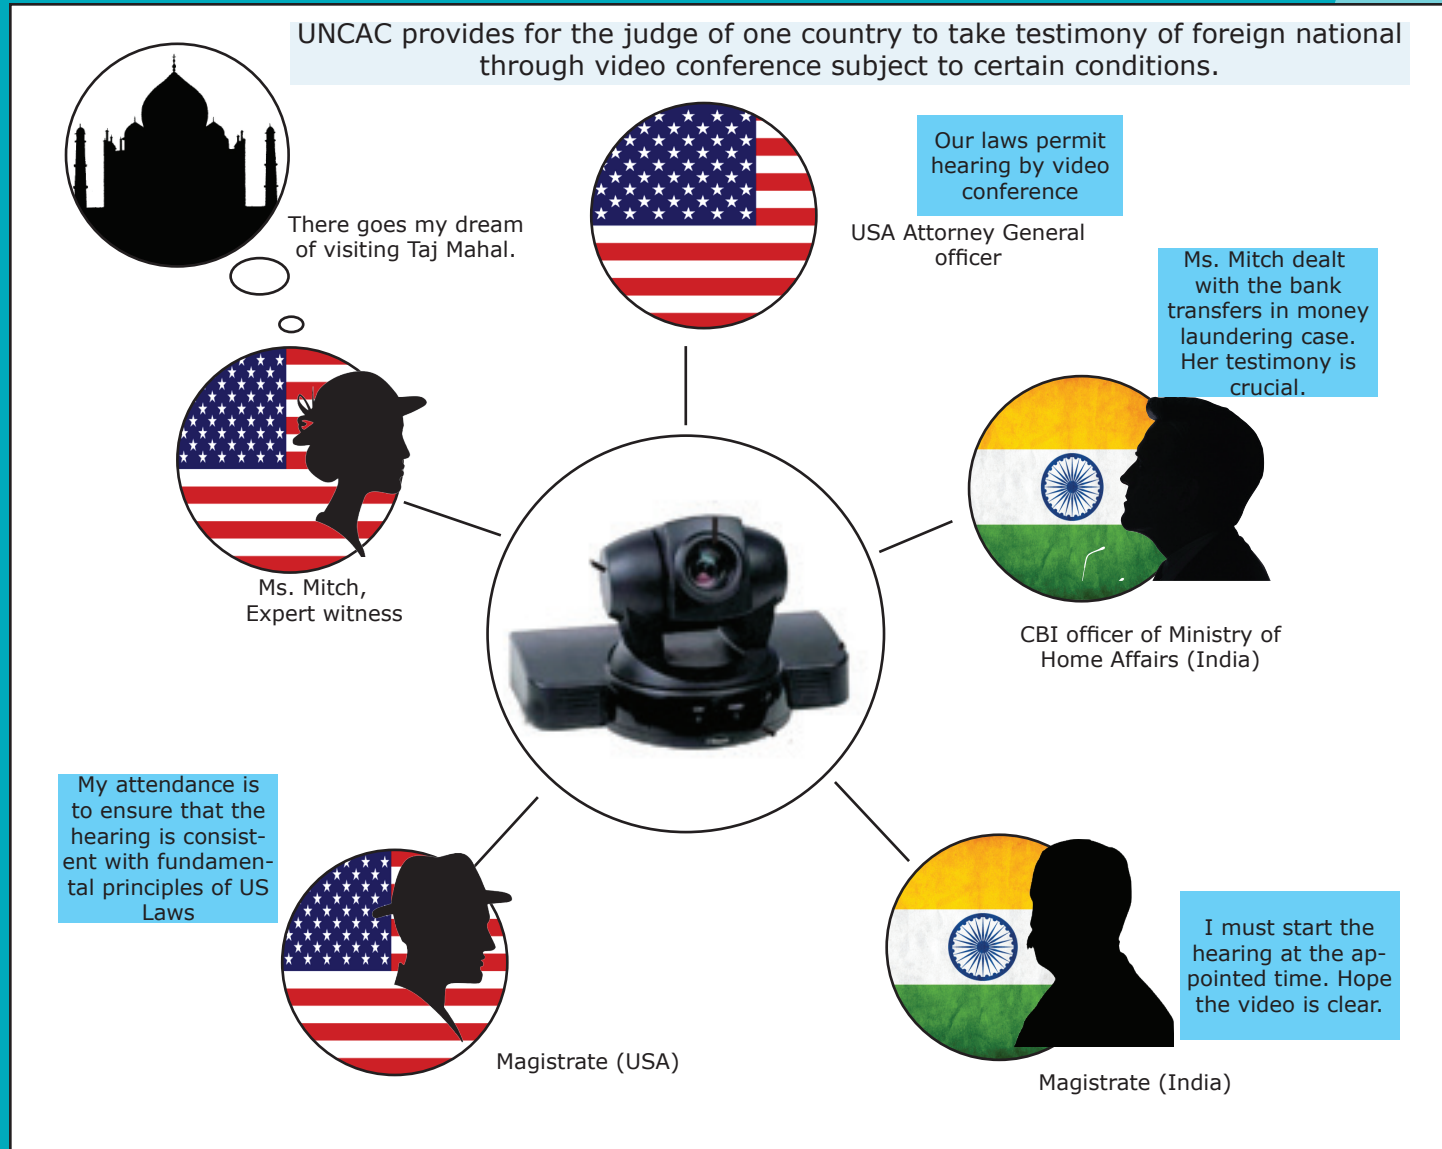 UNCAC provides for the judge of one country to take testimony of foreign national
through video conference subject to certain conditions.
There goes my dream
of visiting Taj Mahal.
Our laws permit
hearing by video
conference
USA Attorney General
officer
Ms. Mitch dealt
with the bank
transfers in money
laundering case.
Her testimony is
crucial.
Ms. Mitch,
Expert witness
CBI officer of Ministry of
Home Affairs (India)
My attendance is
to ensure that the
hearing is consist-
ent with fundamen-
tal principles of US
Laws
Magistrate (USA)
I must start the
hearing at the ap-
pointed time. Hope
the video is clear.
Magistrate (India)